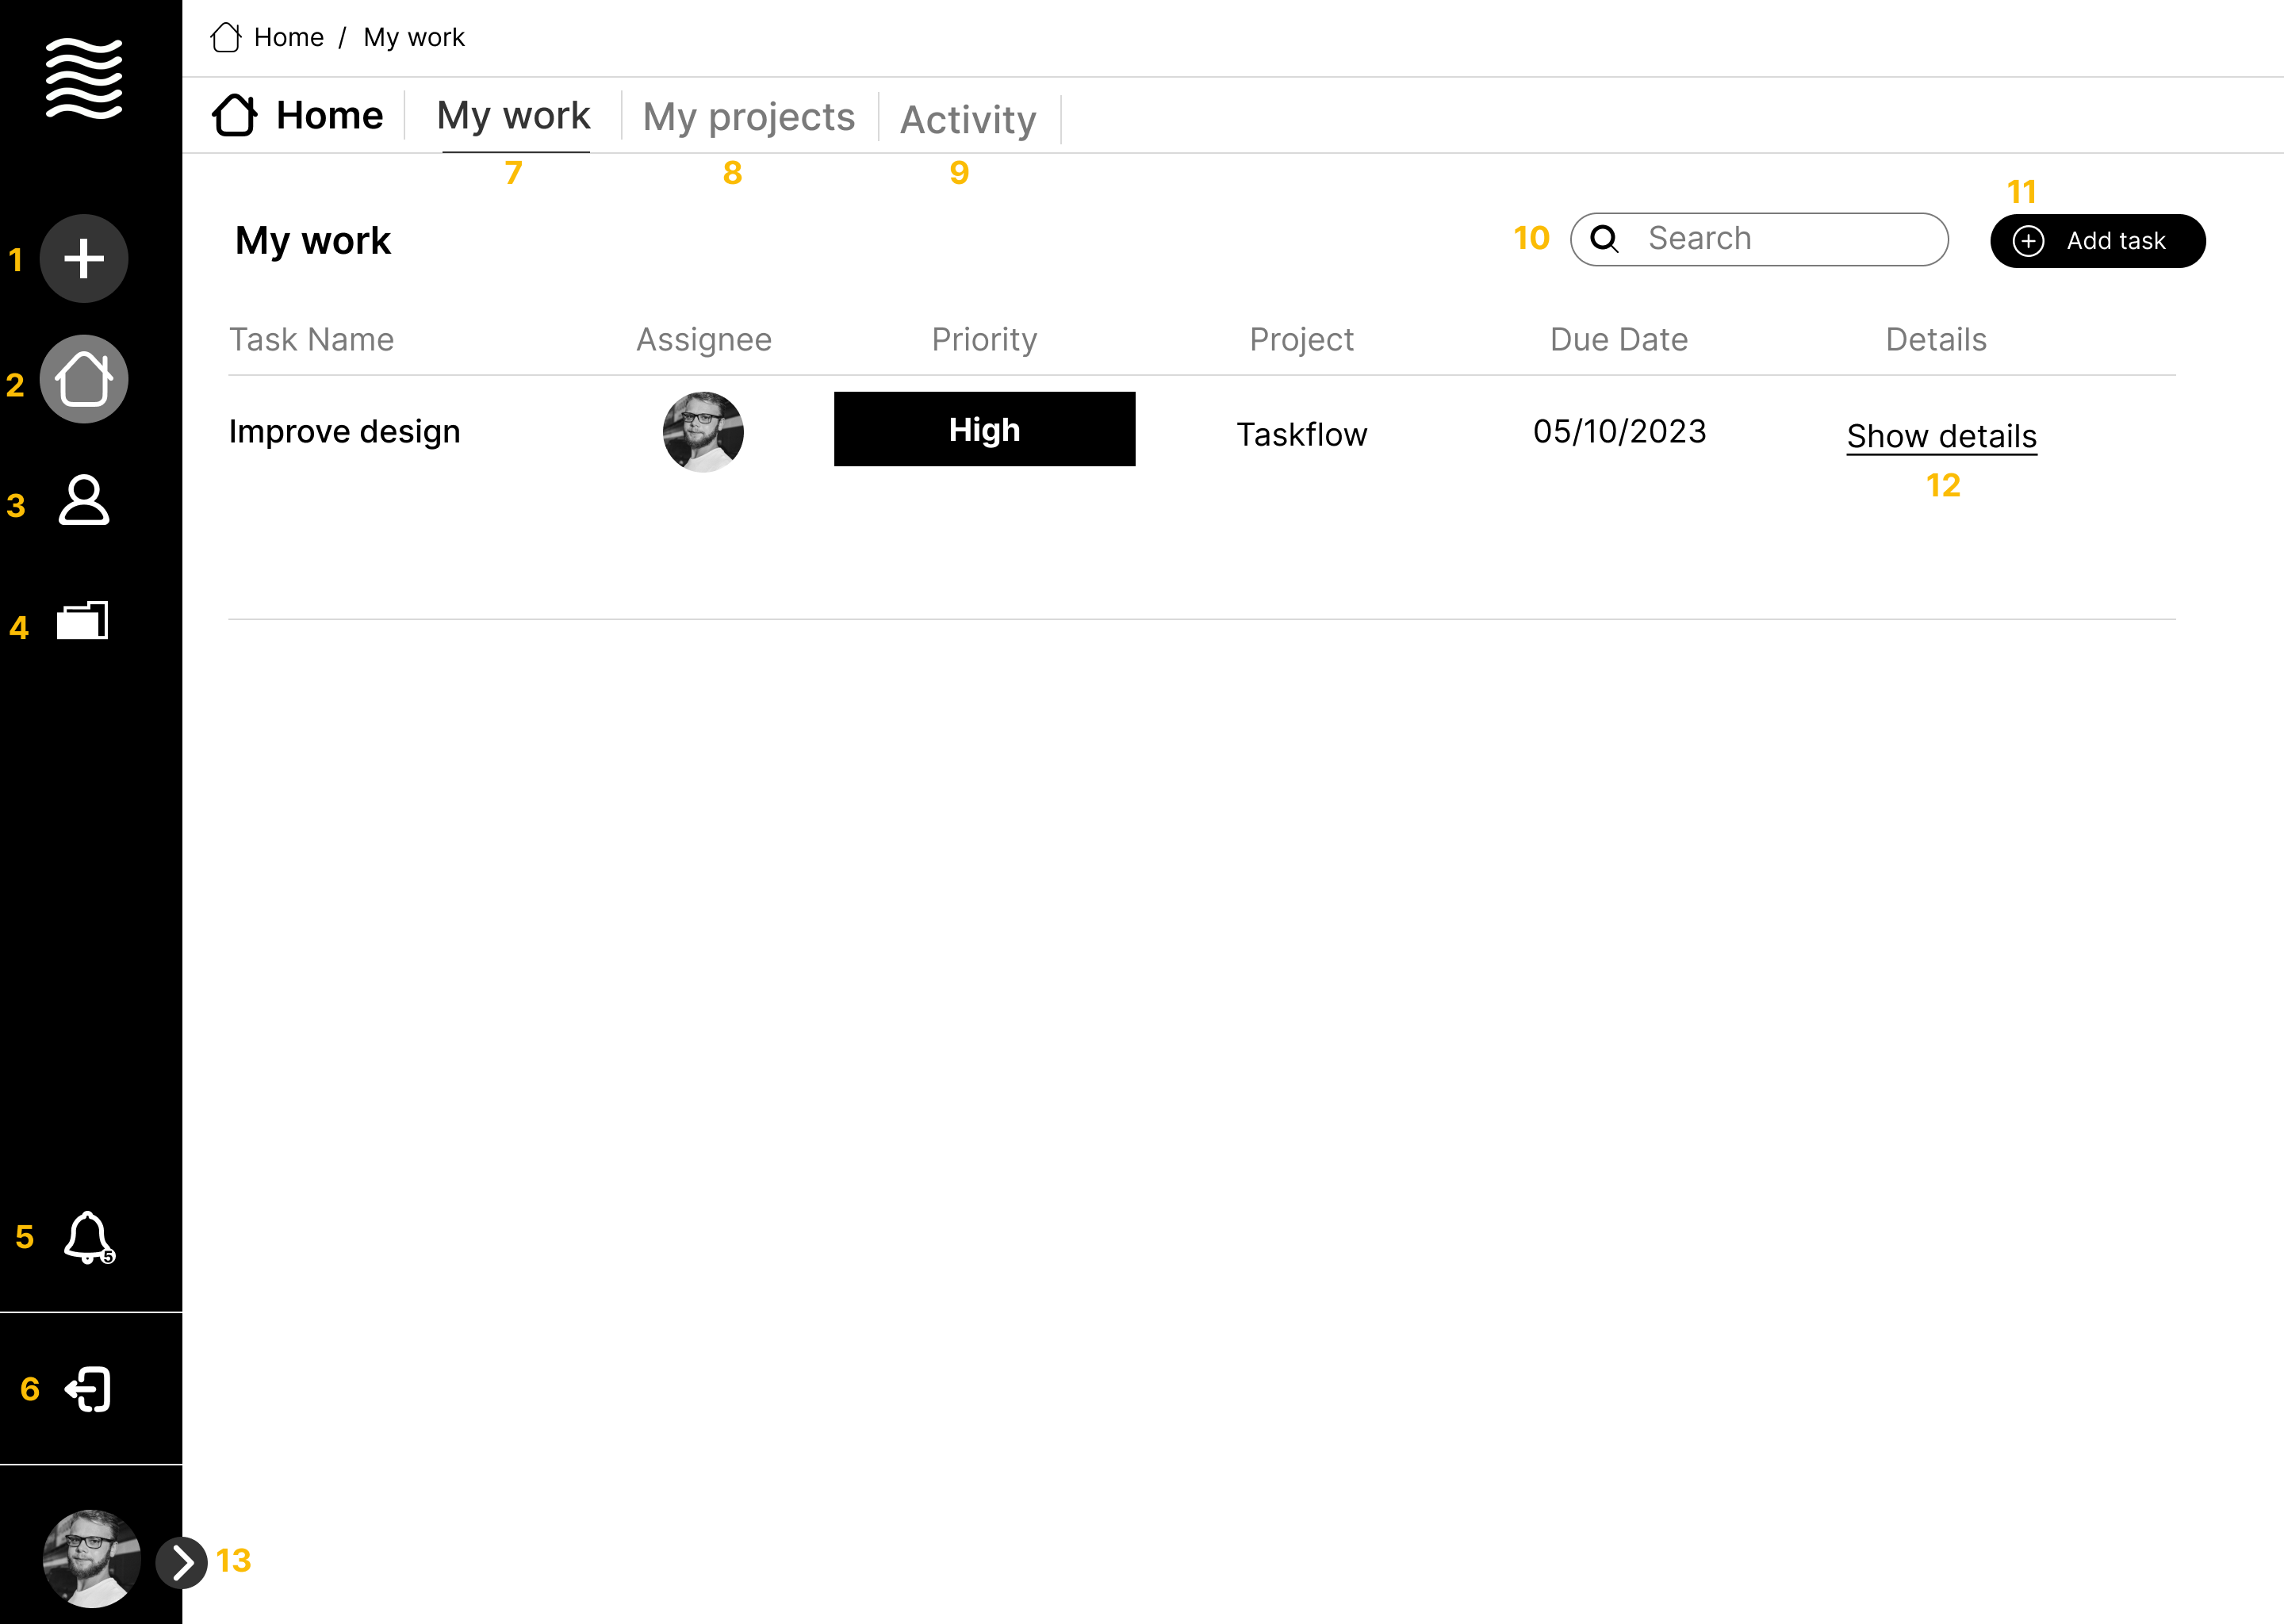 Home / My work
Home My work My projects Activity
7 8 9
11
My work
10 Search Add task
1
Task Name Assignee Priority Project Due Date Details
2
Improve design High Taskflow 05/10/2023 Show details
12
3
4
5
5
6
13